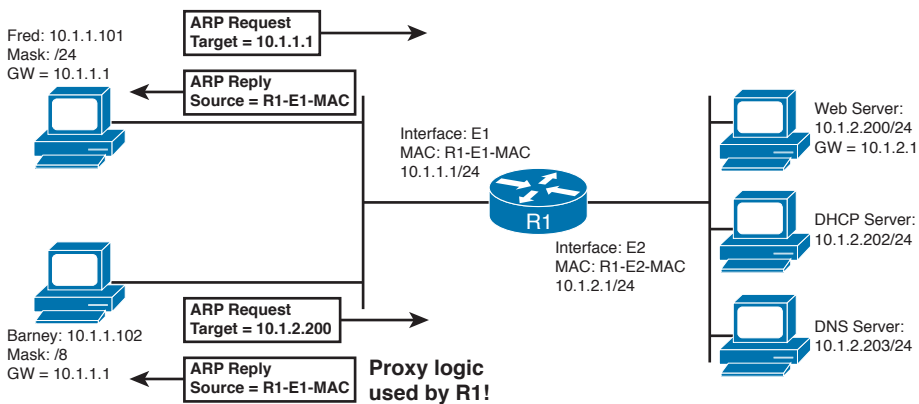 Fred: 10.1.1.101
Mask: /24
GW = 10.1.1.1
ARP Request
Target = 10.1.1.1
ARP Reply
Source = R1-E1-MAC
Interface: E1
MAC: R1-E1-MAC
10.1.1.1/24
R1
Interface: E2
MAC: R1-E2-MAC
10.1.2.1/24
Web Server:
10.1.2.200/24
GW = 10.1.2.1
DHCP Server:
10.1.2.202/24
DNS Server:
10.1.2.203/24
ARP Request
Target = 10.1.2.200
Barney: 10.1.1.102
Mask: /8
GW = 10.1.1.1
ARP Reply
Source = R1-E1-MAC
Proxy logic
used by R1!